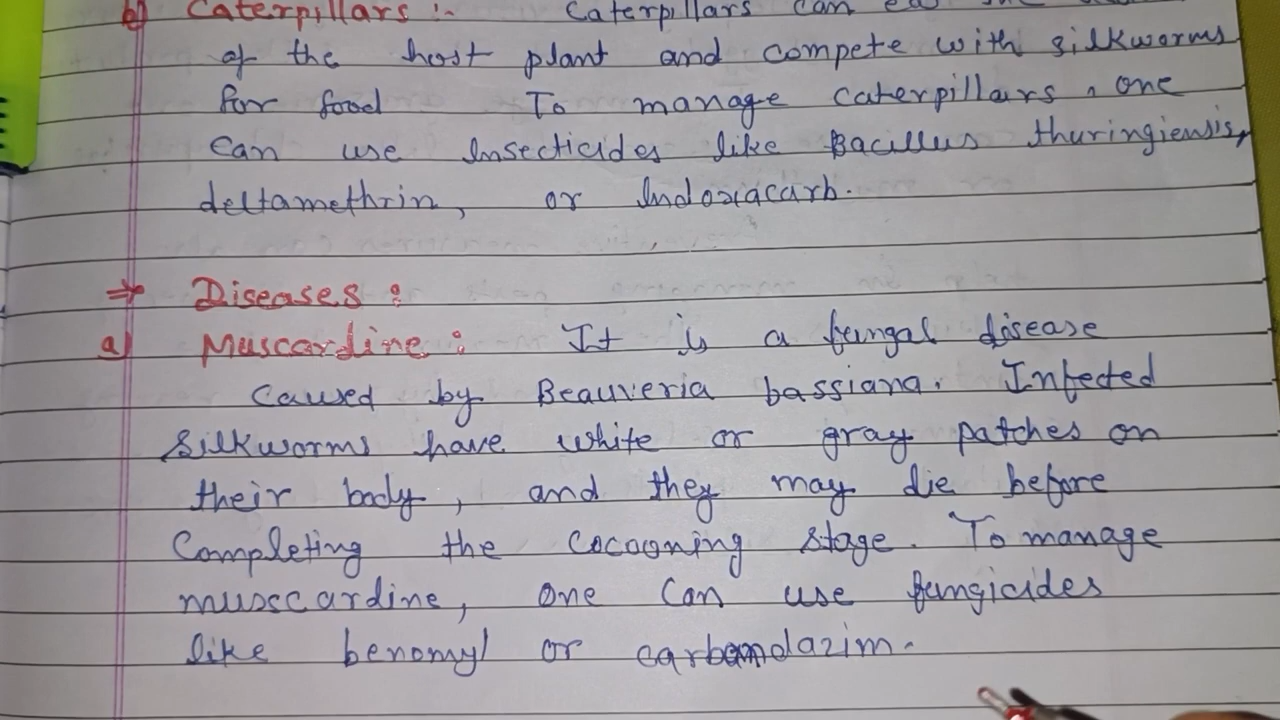 b) Caterpillars :- Caterpillars can
of the host plant and compete with silkworms
for food To manage caterpillars, one
can use Insecticides like Bacillus thuringiensis,
deltamethrin, or Indoxacarb.
⇒ Diseases :
a) Muscardine : It is a fungal disease
Caused by Beauveria bassiana. Infected
Silkworms have white or gray patches on
their body, and they may die before
Completing the Cocooning stage. To manage
musccardine, one Can use fungicides
like benomyl or carbandazim.